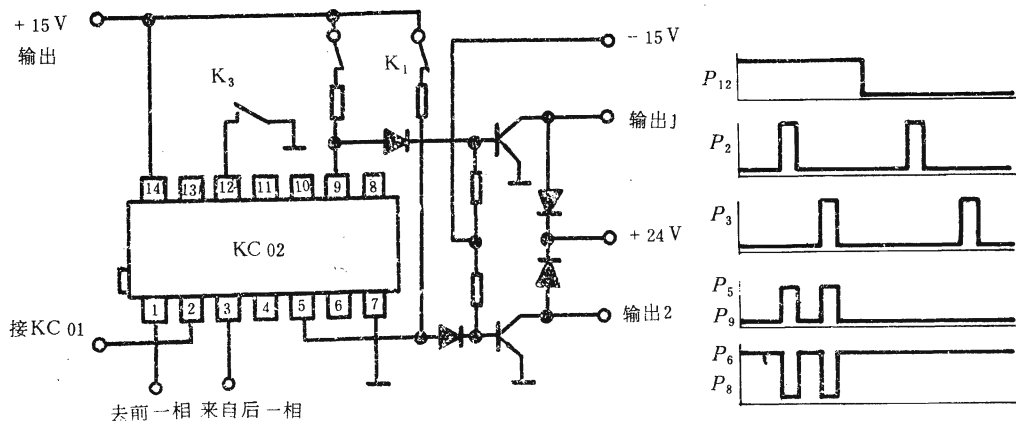 + 15 V
输出
K₃
K₁
- 15 V
输出1
+ 24 V
输出2
14 13 12 11 10 9 8
KC 02
1 2 3 4 5 6 7
接KC 01
去前一相 来自后一相
P₁₂
P₂
P₃
P₅
P₉
P₆
P₈